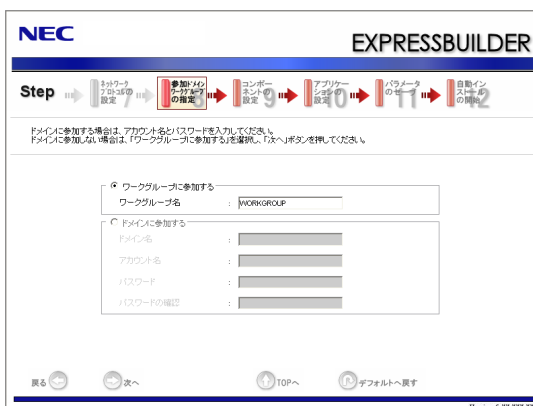 NEC
EXPRESSBUILDER
Step
ネットワーク
プロトコルの
設定
7
参加ドメイン
ワークグループ
の指定
8
コンポー
ネントの
設定
9
アプリケー
ションの
設定
10
パラメータ
のセーブ
11
自動イン
ストール
の開始
12
ドメインに参加する場合は、アカウント名とパスワードを入力してください。
ドメインに参加しない場合は、「ワークグループに参加する」を選択し、「次へ」ボタンを押してください。
ワークグループに参加する
ワークグループ名 : WORKGROUP
ドメインに参加する
ドメイン名 :
アカウント名 :
パスワード :
パスワードの確認 :
戻る
次へ
TOPへ
デフォルトへ戻す